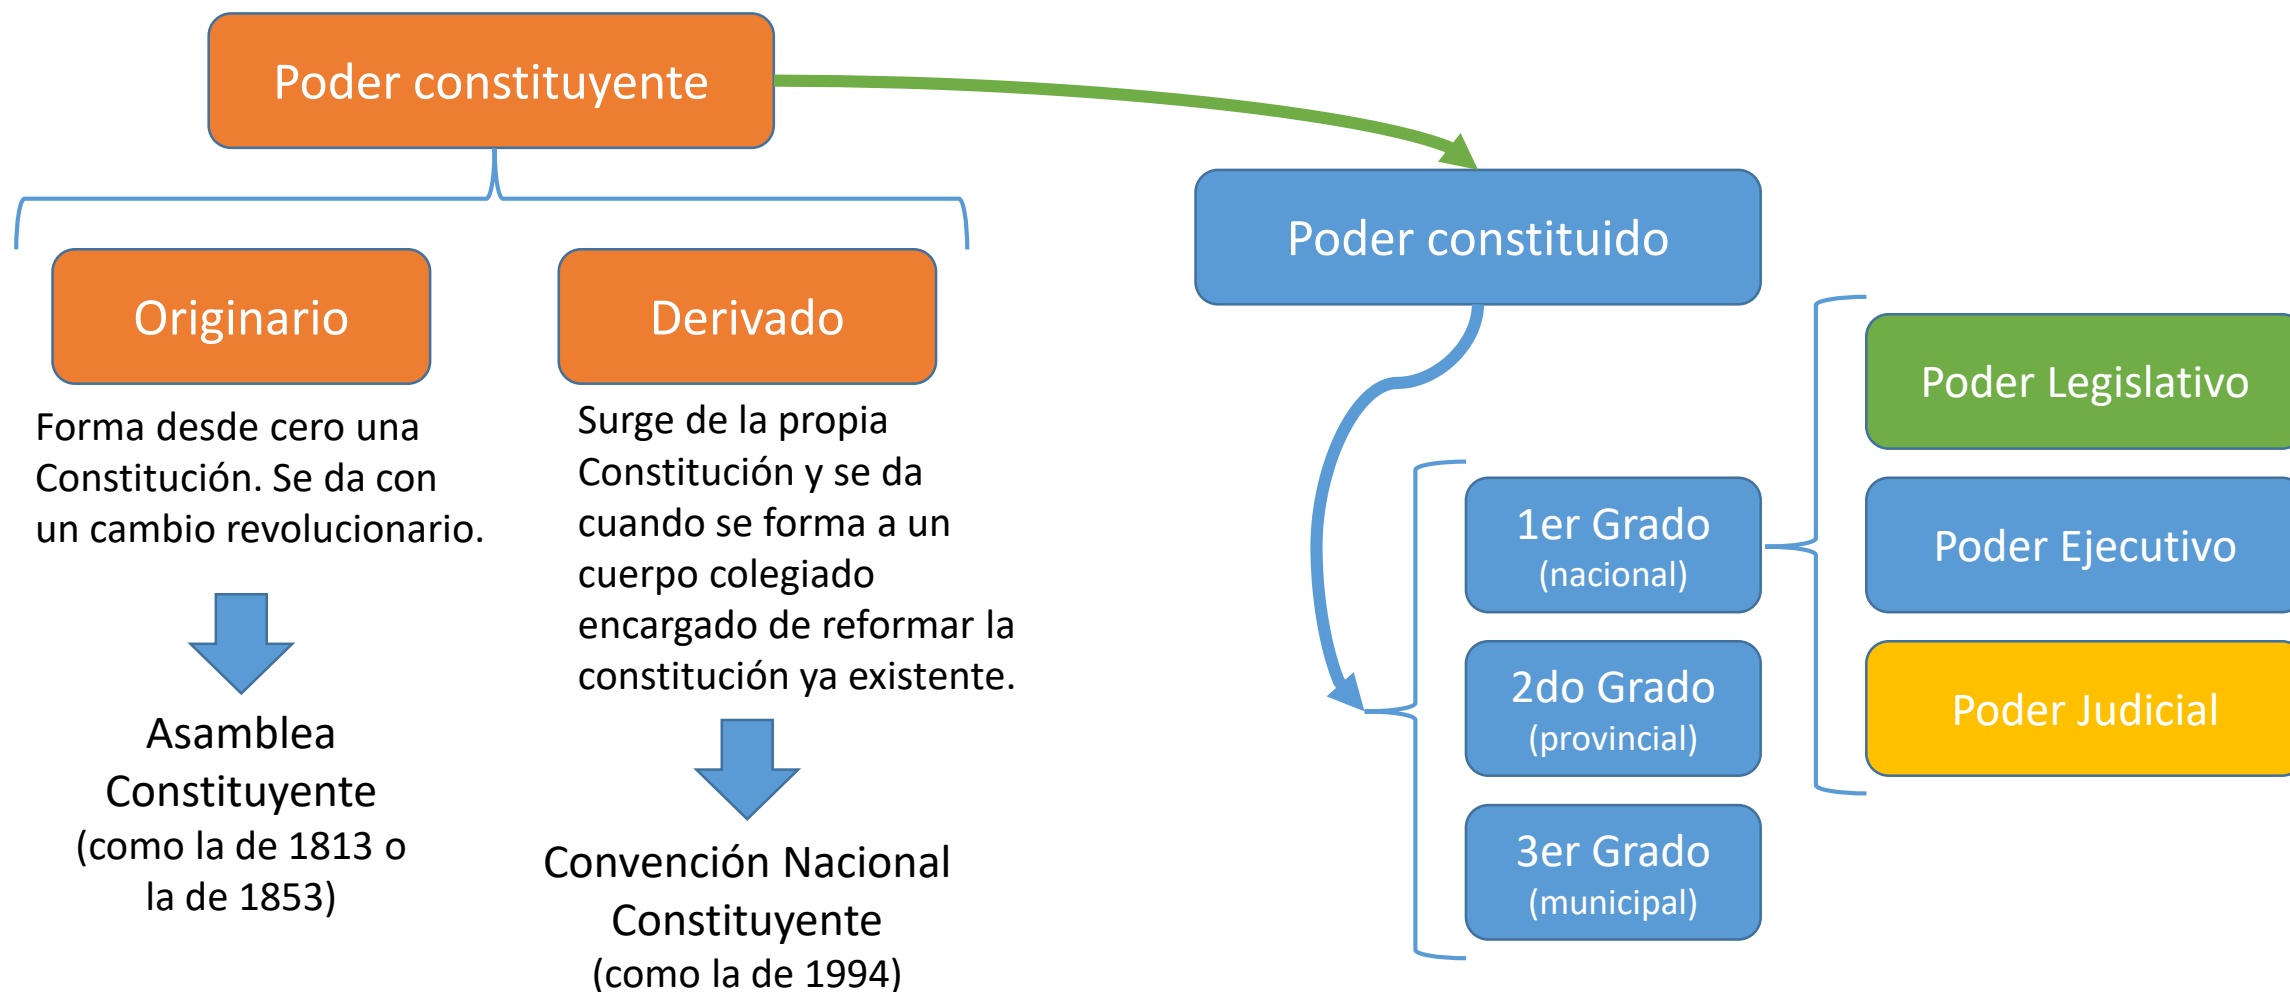 Poder constituyente
Originario
Forma desde cero una
Constitución. Se da con
un cambio revolucionario.
Asamblea
Constituyente
(como la de 1813 o
la de 1853)
Derivado
Surge de la propia
Constitución y se da
cuando se forma a un
cuerpo colegiado
encargado de reformar la
constitución ya existente.
Convención Nacional
Constituyente
(como la de 1994)
Poder constituido
1er Grado
(nacional)
2do Grado
(provincial)
3er Grado
(municipal)
Poder Legislativo
Poder Ejecutivo
Poder Judicial